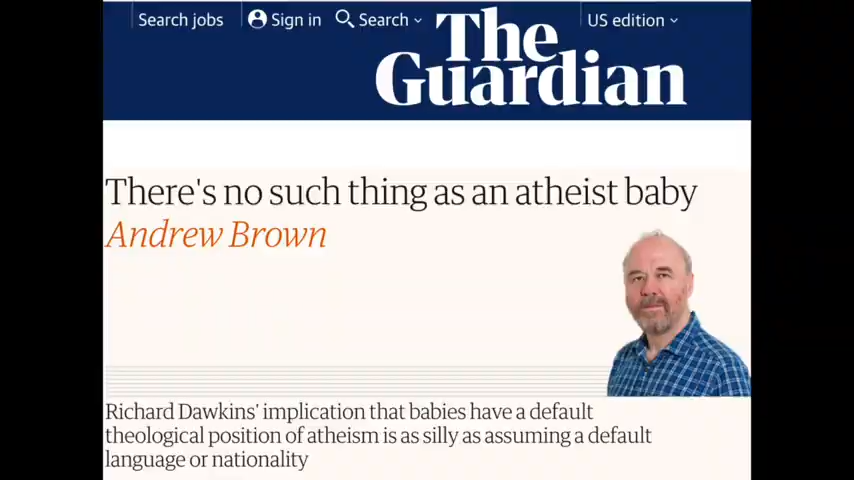 Search jobs Sign in Search US edition
The
Guardian
There's no such thing as an atheist baby
Andrew Brown
Richard Dawkins' implication that babies have a default
theological position of atheism is as silly as assuming a default
language or nationality